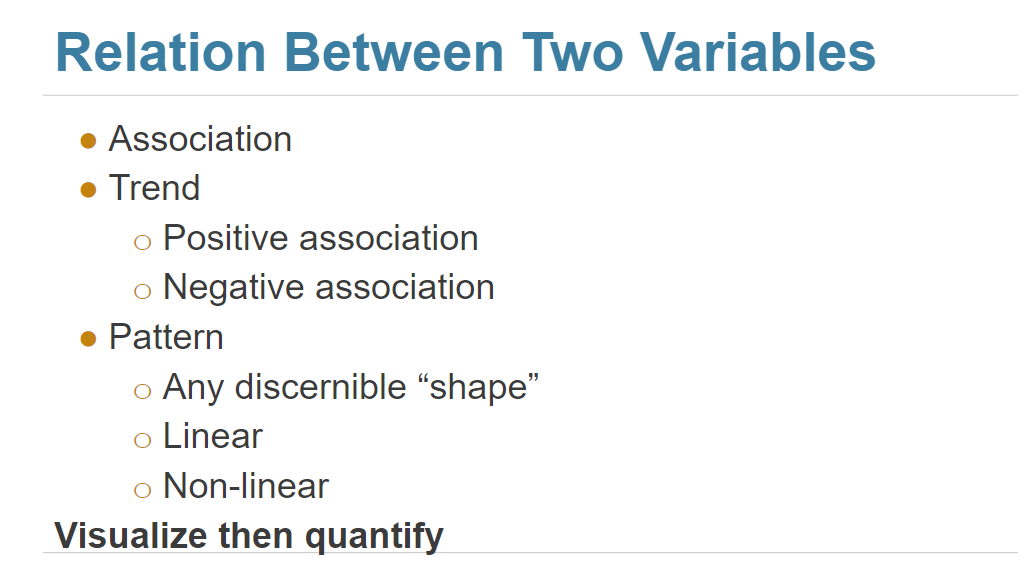 Relation Between Two Variables
● Association
● Trend
○ Positive association
○ Negative association
● Pattern
○ Any discernible “shape”
○ Linear
○ Non-linear
Visualize then quantify